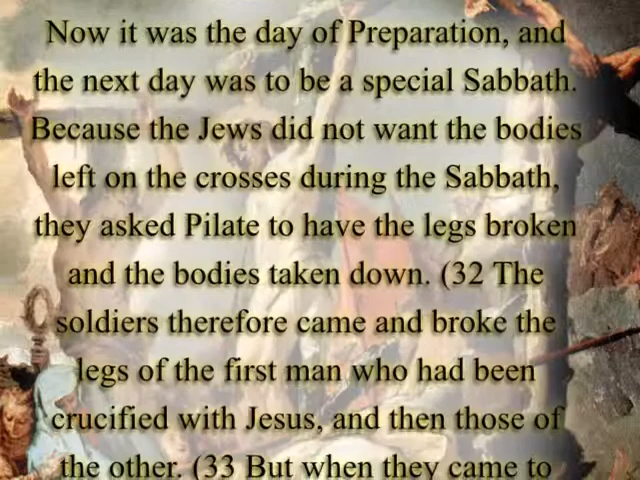 Now it was the day of Preparation, and
the next day was to be a special Sabbath.
Because the Jews did not want the bodies
left on the crosses during the Sabbath,
they asked Pilate to have the legs broken
and the bodies taken down. (32 The
soldiers therefore came and broke the
legs of the first man who had been
crucified with Jesus, and then those of
the other. (33 But when they came to